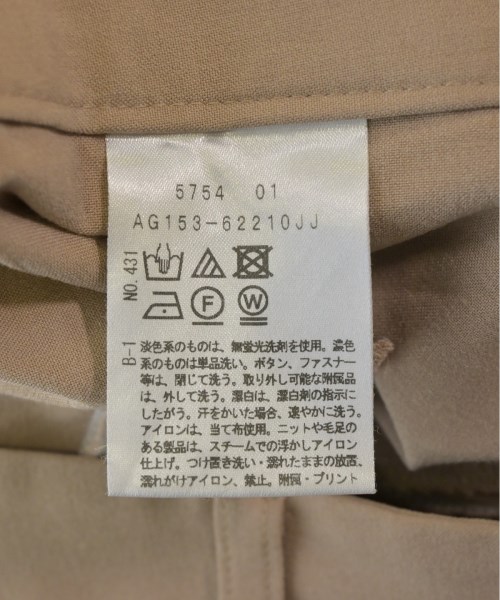 5754 01
AG153-62210JJ
NO.431
F
W
B-1
淡色系のものは、無蛍光洗剤を使用。濃色
系のものは単品洗い。ボタン、ファスナー
等は、閉じて洗う。取り外し可能な附属品
は、外して洗う。漂白は、漂白剤の指示に
したがう。汗をかいた場合、速やかに洗う。
アイロンは、当て布使用。ニットや毛足の
ある製品は、スチームでの浮かしアイロン
仕上げ。つけ置き洗い・濡れたままの放置、
濡れがけアイロン、禁止。附属・プリント